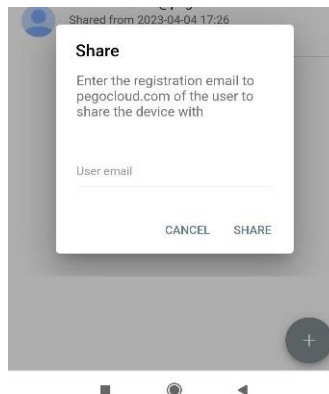 Shared from 2023-04-04 17:26
Share
Enter the registration email to
pegocloud.com of the user to
share the device with
User email
CANCEL SHARE
+